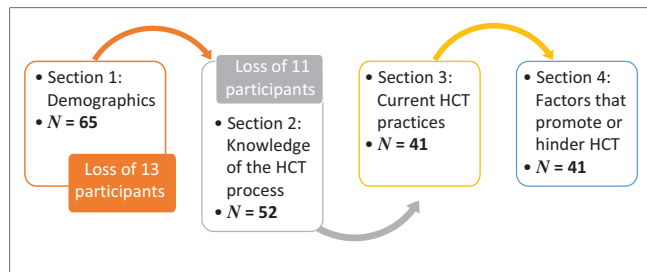 • Section 1:
Demographics
• N = 65
Loss of 13
participants
Loss of 11
participants
• Section 2:
Knowledge
of the HCT
process
• N = 52
• Section 3:
Current HCT
practices
• N = 41
• Section 4:
Factors that
promote or
hinder HCT
• N = 41